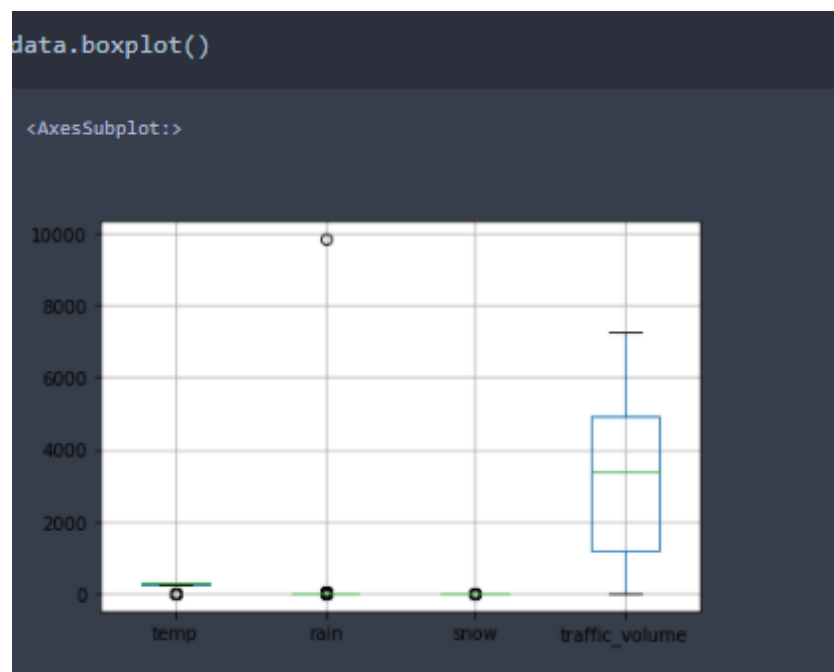 data.boxplot()
<AxesSubplot:>
10000
8000
6000
4000
2000
0
temp rain snow traffic_volume